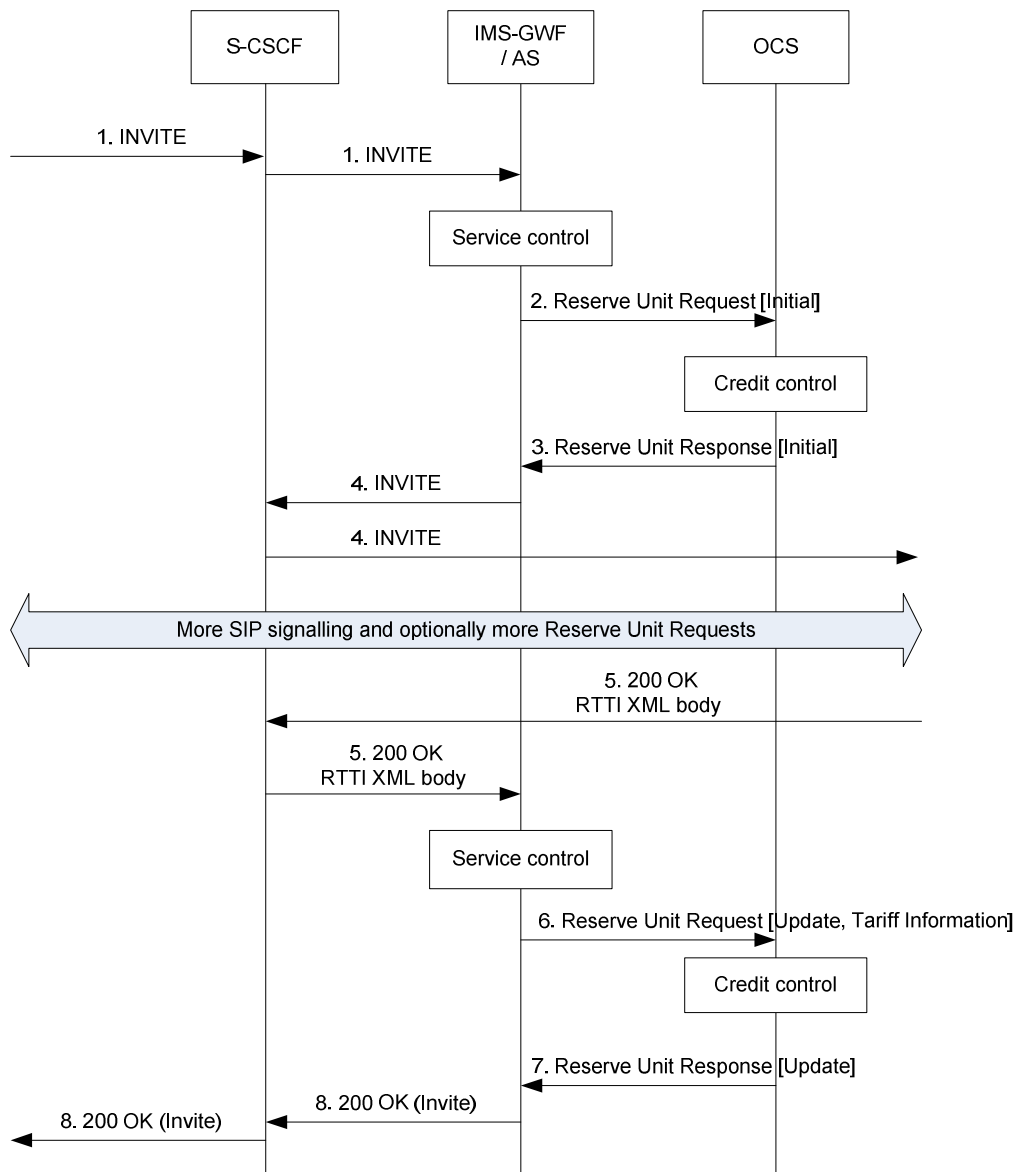 S-CSCF
IMS-GWF
/ AS
OCS
1. INVITE
1. INVITE
Service control
2. Reserve Unit Request [Initial]
Credit control
3. Reserve Unit Response [Initial]
4. INVITE
4. INVITE
More SIP signalling and optionally more Reserve Unit Requests
5. 200 OK
RTTI XML body
5. 200 OK
RTTI XML body
Service control
6. Reserve Unit Request [Update, Tariff Information]
Credit control
7. Reserve Unit Response [Update]
8. 200 OK (Invite)
8. 200 OK (Invite)